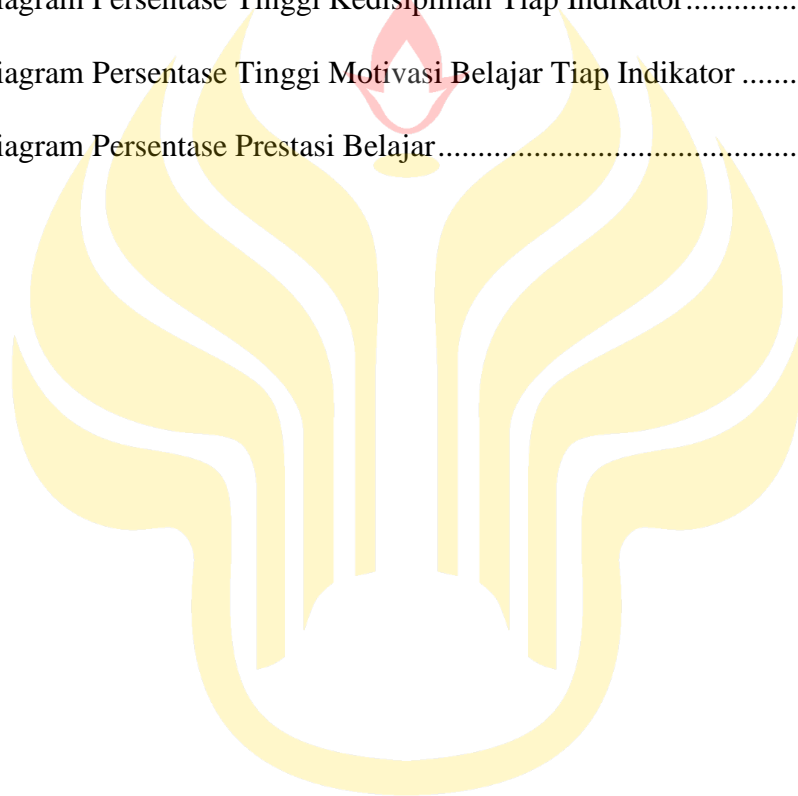 iagram Persentase Tinggi Kedisiplinan Tiap Indikator.............
iagram Persentase Tinggi Motivasi Belajar Tiap Indikator .......
iagram Persentase Prestasi Belajar..........................................